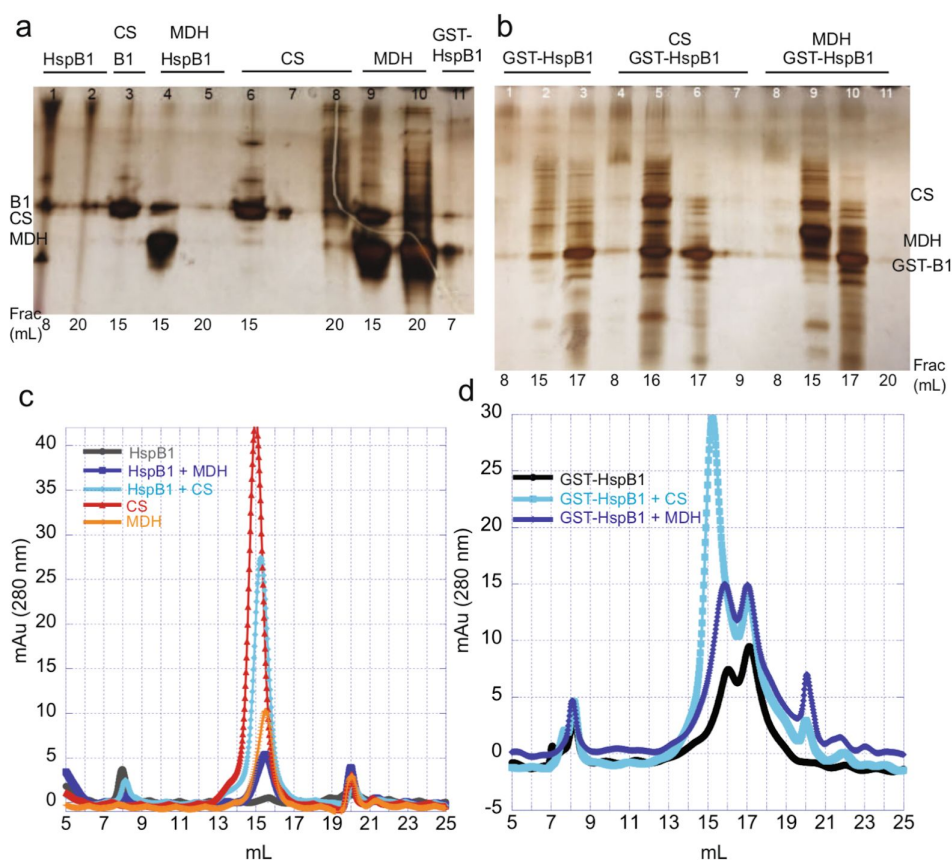 a
CS MDH GST-
HspB1 B1 HspB1 CS MDH HspB1
1 2 3 4 5 6 7 8 9 10 11
B1
CS
MDH
Frac
(mL) 8 20 15 15 20 15 20 15 20 7
b
CS MDH
GST-HspB1 GST-HspB1 GST-HspB1
1 2 3 4 5 6 7 8 9 10 11
CS
MDH
GST-B1
Frac
8 15 17 8 16 17 9 8 15 17 20 (mL)
c
HspB1
HspB1 + MDH
HspB1 + CS
CS
MDH
mAu (280 nm)
40
35
30
25
20
15
10
5
0
5 7 9 11 13 15 17 19 21 23 25
mL
d
GST-HspB1
GST-HspB1 + CS
GST-HspB1 + MDH
mAu (280 nm)
30
25
20
15
10
5
0
-5
5 7 9 11 13 15 17 19 21 23 25
mL